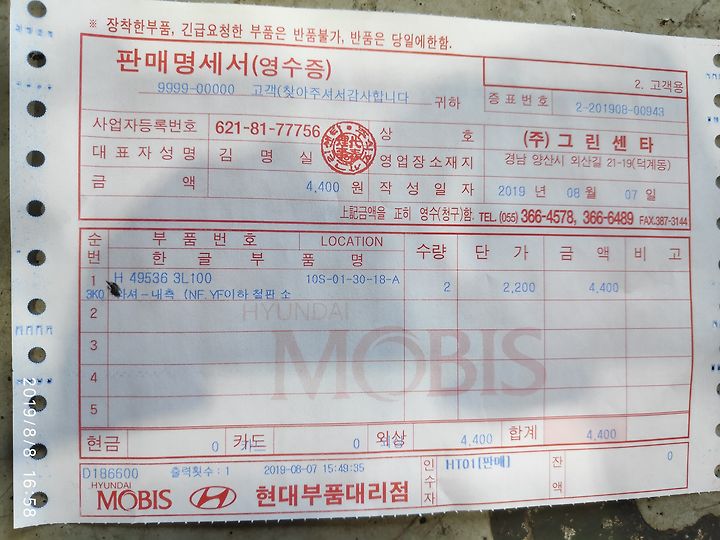 ※ 장착한부품, 긴급요청한 부품은 반품불가, 반품은 당일에한함.
판매명세서(영수증)
2. 고객용
9999-00000 고객(찾아주셔서감사합니다 귀하
증표번호 2-201908-00943
사업자등록번호 621-81-77756 상 호 (주) 그린센타
대표자성명 김명실 영업장소재지 경남 양산시 외산길 21-19(덕계동)
금 액 4,400 원 작성일자 2019 년 08 월 07 일
上記금액을 正히 영수(청구)함. TEL. (055) 366-4578, 366-6489 FAX.387-3144
순번 부품번호 LOCATION 수량 단가 금액 비고
한글부품명
1 H 49536 3L100 10S-01-30-18-A 2 2,200 4,400
3K0 와셔-내측 (NF.YF이하 철판 소
2
HYUNDAI
3
MOBIS
4
5
현금 0 카드 0 외상 4,400 합계 4,400
D186600 출력횟수 : 1 2019-08-07 15:49:35 인수자 HT01[판매] 잔액 0
HYUNDAI
MOBIS 현대부품대리점
2019/8/8 16:58